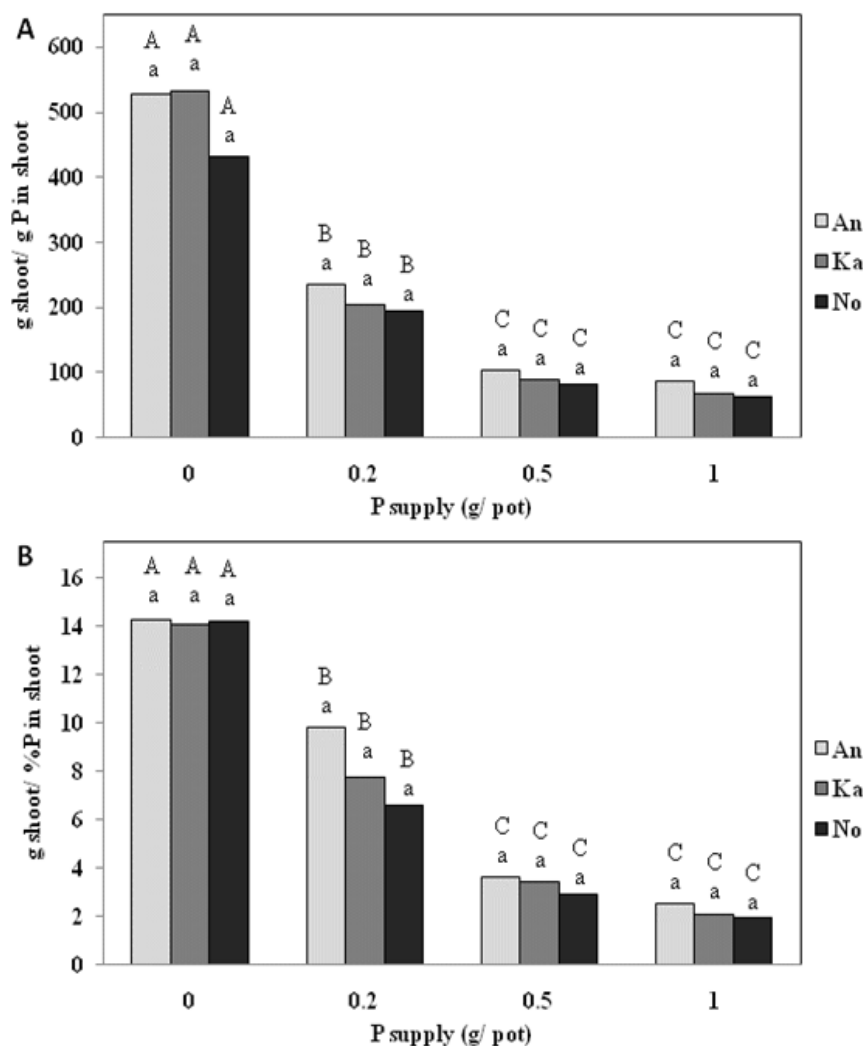 A
g shoot/ g P in shoot
600
500
400
300
200
100
0
A A A
a a a
B B B
a a a
C C C
a a a
C C C
a a a
0 0.2 0.5 1
P supply (g/ pot)
An
Ka
No
B
g shoot/ %P in shoot
16
14
12
10
8
6
4
2
0
A A A
a a a
B B B
a a a
C C C
a a a
C C C
a a a
0 0.2 0.5 1
P supply (g/ pot)
An
Ka
No